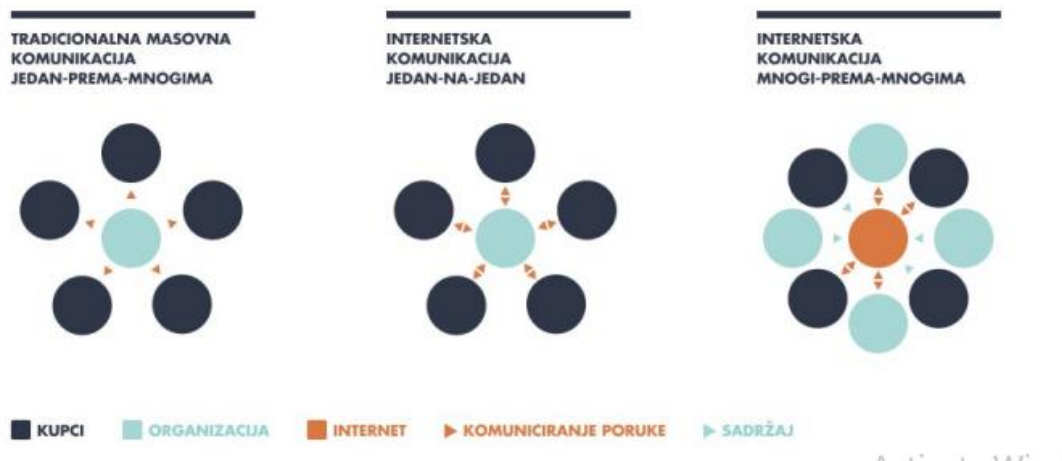 TRADICIONALNA MASOVNA
KOMUNIKACIJA
JEDAN-PREMA-MNOGIMA
INTERNETSKA
KOMUNIKACIJA
JEDAN-NA-JEDAN
INTERNETSKA
KOMUNIKACIJA
MNOGI-PREMA-MNOGIMA
KUPCI
ORGANIZACIJA
INTERNET
KOMUNICIRANJE PORUKE
SADRŽAJ